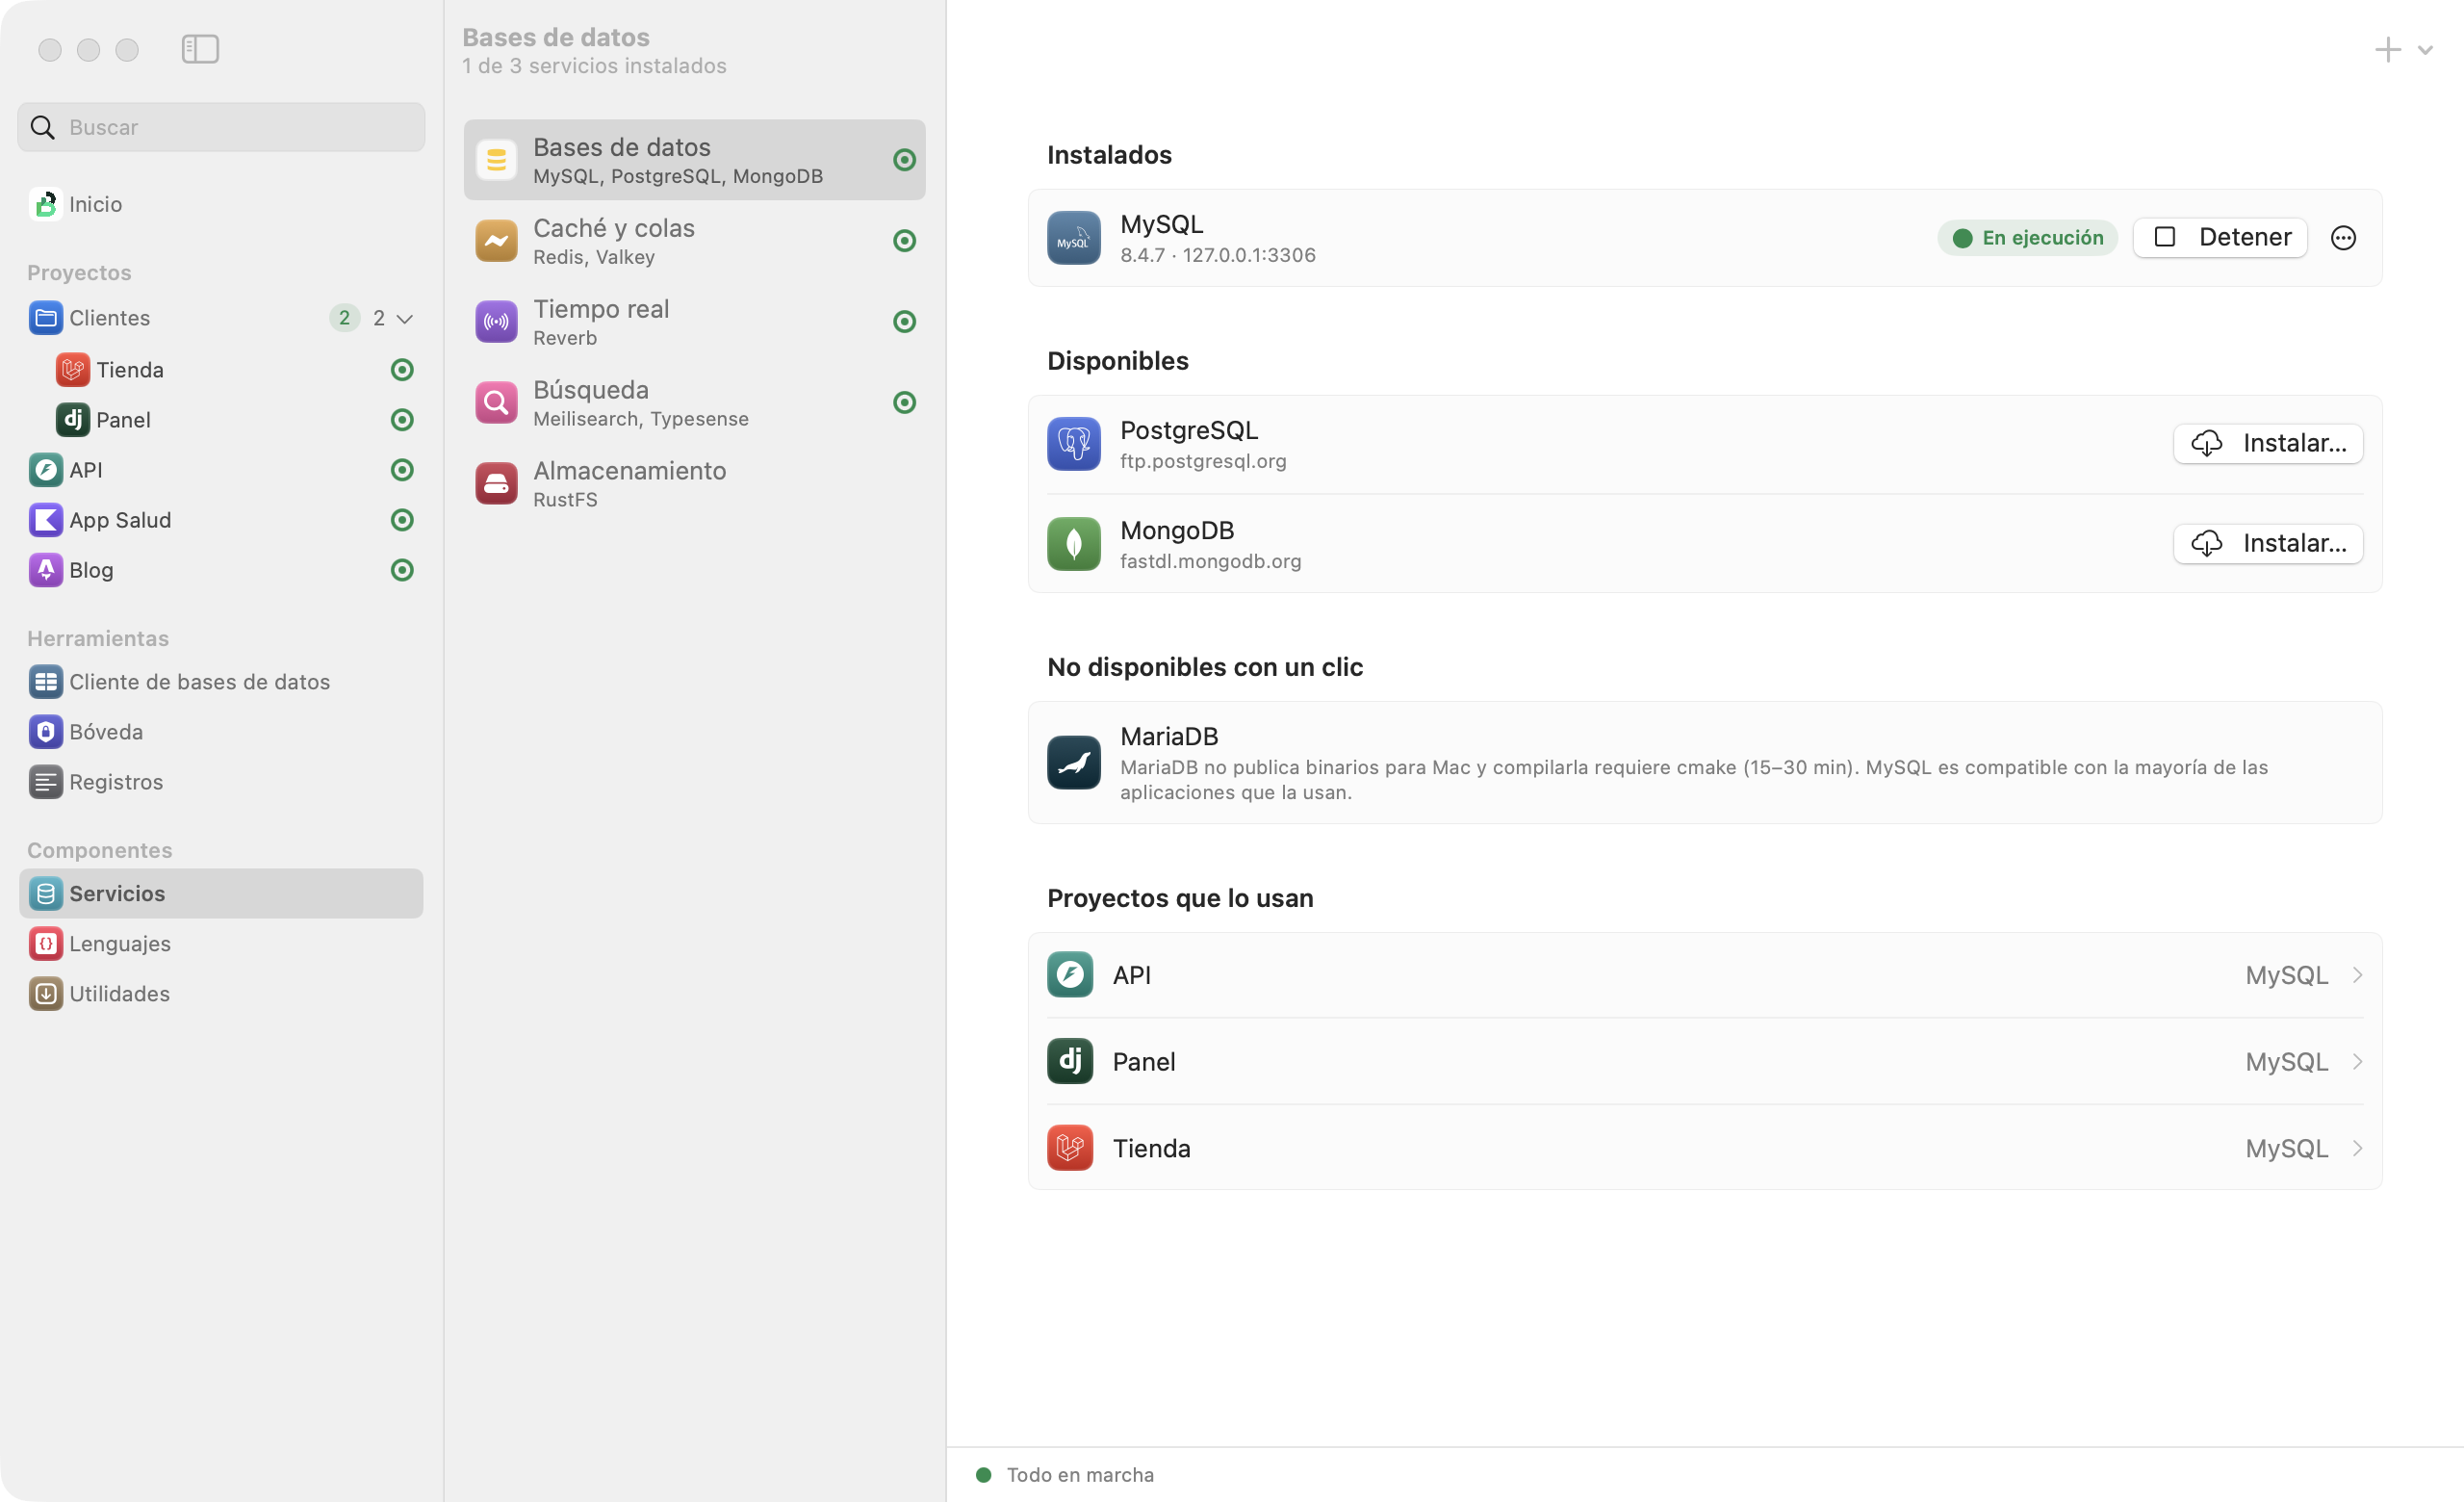 Buscar
Inicio
Proyectos
Clientes 2 2
Tienda
Panel
API
App Salud
Blog
Herramientas
Cliente de bases de datos
Bóveda
Registros
Componentes
Servicios
Lenguajes
Utilidades
Bases de datos
1 de 3 servicios instalados
Bases de datos
MySQL, PostgreSQL, MongoDB
Caché y colas
Redis, Valkey
Tiempo real
Reverb
Búsqueda
Meilisearch, Typesense
Almacenamiento
RustFS
Instalados
MySQL
MySQL
8.4.7 · 127.0.0.1:3306
En ejecución
Detener
Disponibles
PostgreSQL
ftp.postgresql.org
Instalar...
MongoDB
fastdl.mongodb.org
Instalar...
No disponibles con un clic
MariaDB
MariaDB no publica binarios para Mac y compilarla requiere cmake (15–30 min). MySQL es compatible con la mayoría de las
aplicaciones que la usan.
Proyectos que lo usan
API MySQL
dj Panel MySQL
Tienda MySQL
Todo en marcha